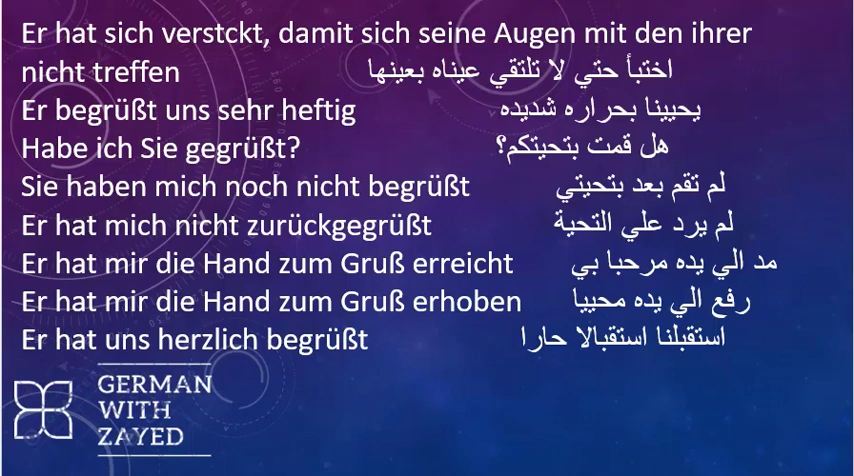 Er hat sich verstckt, damit sich seine Augen mit den ihrer
nicht treffen اختبأ حتي لا تلتقي عيناه بعينها
Er begrüßt uns sehr heftig يحيينا بحراره شديده
Habe ich Sie gegrüßt? هل قمت بتحيتكم؟
Sie haben mich noch nicht begrüßt لم تقم بعد بتحيتي
Er hat mich nicht zurückgegrüßt لم يرد علي التحية
Er hat mir die Hand zum Gruß erreicht مد الي يده مرحبا بي
Er hat mir die Hand zum Gruß erhoben رفع الي يده محييا
Er hat uns herzlich begrüßt استقبلنا استقبالا حارا
GERMAN
WITH
ZAYED